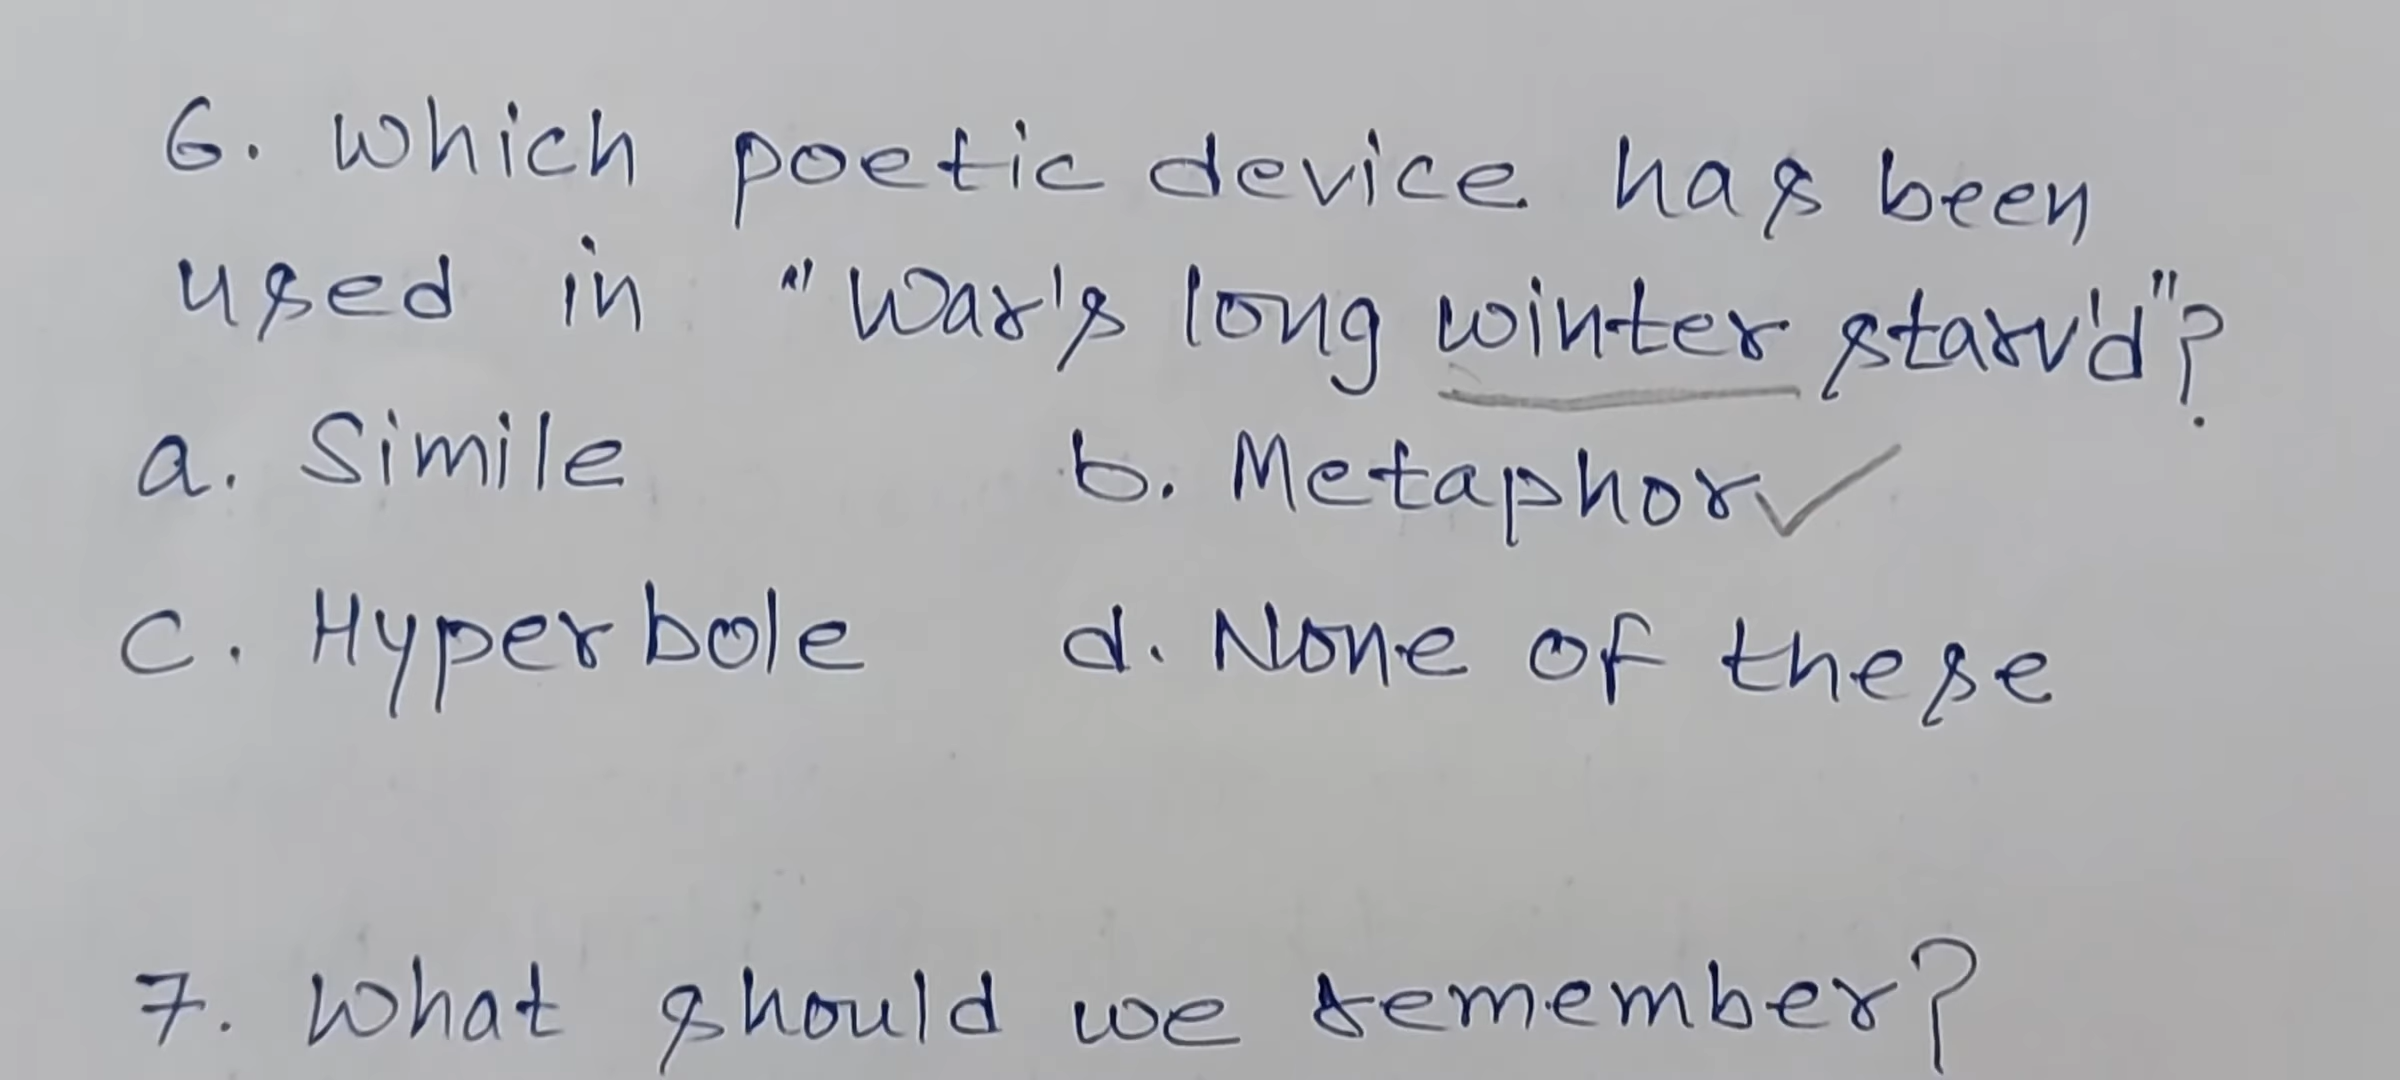 6. Which poetic device has been
used in "War's long winter starv'd"?
a. Simile b. Metaphor✓
c. Hyperbole d. None of these
7. What should we remember?